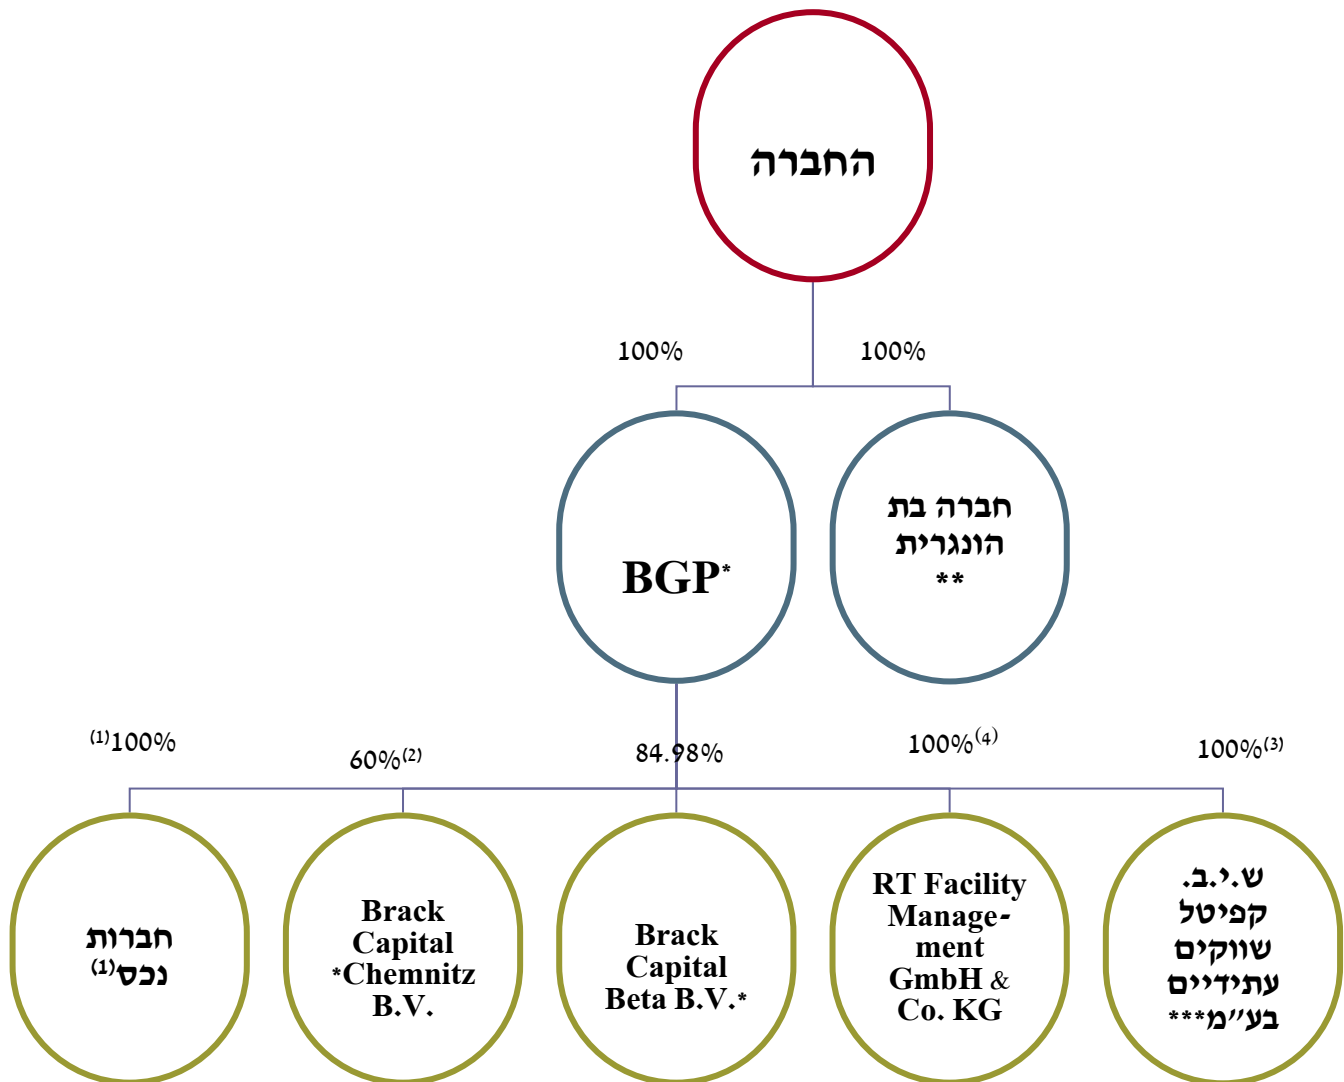 החברה
100%
100%
BGP*
חברה בת
הונגרית
**
(1)100%
60%(2)
84.98%
100%(4)
100%(3)
חברות
נכס(1)
Brack
Capital
*Chemnitz
B.V.
Brack
Capital
Beta B.V.*
RT Facility
Manage-
ment
GmbH &
Co. KG
ש.י.ב.
קפיטל
שווקים
עתידיים
בע"מ***